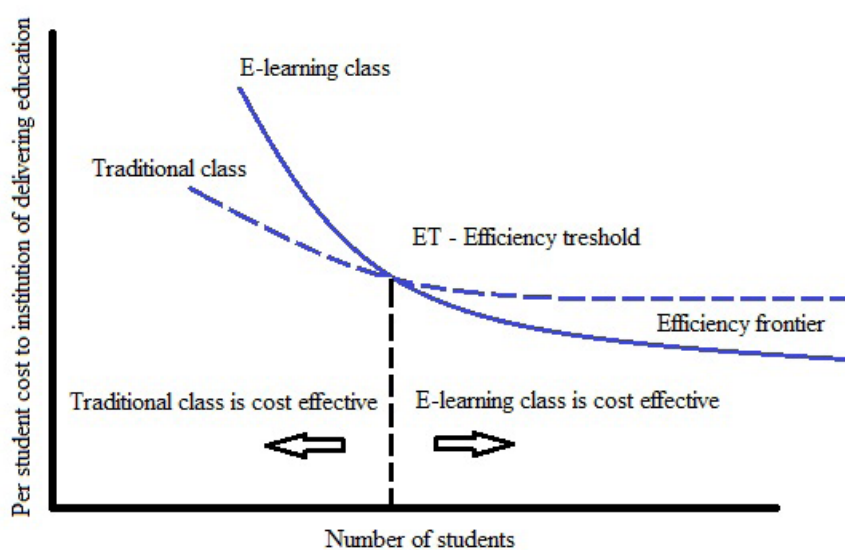 Per student cost to institution of delivering education
E-learning class
Traditional class
ET - Efficiency treshold
Efficiency frontier
Traditional class is cost effective
E-learning class is cost effective
Number of students